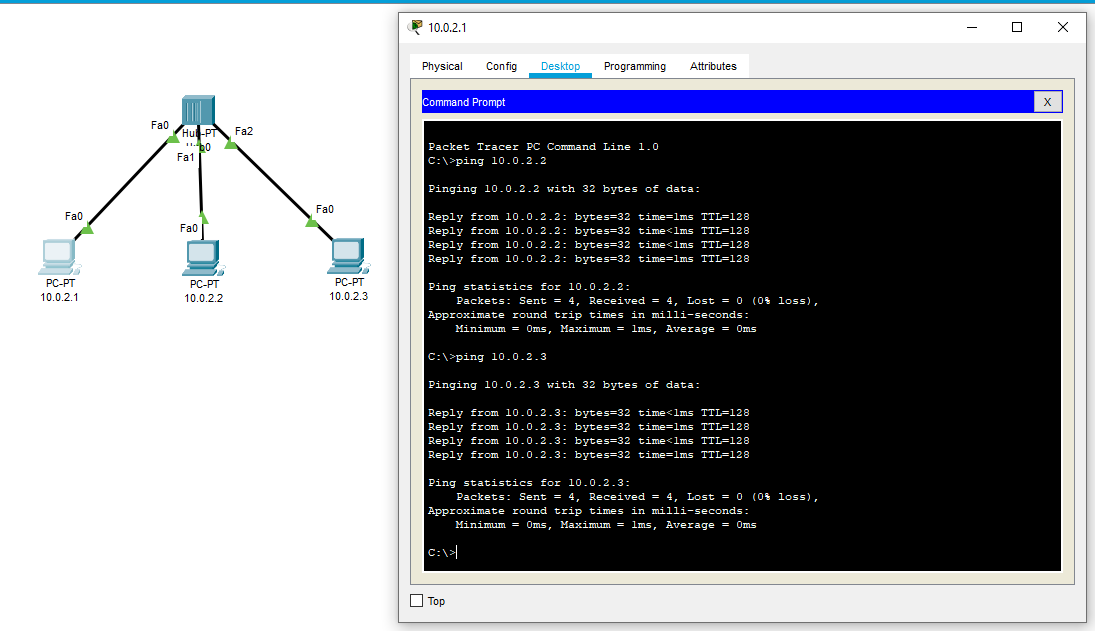 10.0.2.1
Physical Config Desktop Programming Attributes
Command Prompt X
Packet Tracer PC Command Line 1.0
C:\>ping 10.0.2.2
Pinging 10.0.2.2 with 32 bytes of data:
Reply from 10.0.2.2: bytes=32 time=1ms TTL=128
Reply from 10.0.2.2: bytes=32 time<1ms TTL=128
Reply from 10.0.2.2: bytes=32 time<1ms TTL=128
Reply from 10.0.2.2: bytes=32 time=1ms TTL=128
Ping statistics for 10.0.2.2:
Packets: Sent = 4, Received = 4, Lost = 0 (0% loss),
Approximate round trip times in milli-seconds:
Minimum = 0ms, Maximum = 1ms, Average = 0ms
C:\>ping 10.0.2.3
Pinging 10.0.2.3 with 32 bytes of data:
Reply from 10.0.2.3: bytes=32 time<1ms TTL=128
Reply from 10.0.2.3: bytes=32 time=1ms TTL=128
Reply from 10.0.2.3: bytes=32 time<1ms TTL=128
Reply from 10.0.2.3: bytes=32 time=1ms TTL=128
Ping statistics for 10.0.2.3:
Packets: Sent = 4, Received = 4, Lost = 0 (0% loss),
Approximate round trip times in milli-seconds:
Minimum = 0ms, Maximum = 1ms, Average = 0ms
C:\>
Top
Fa0
Hub-PT
Fa2
Fa1
Fa0
Fa0
Fa0
PC-PT
10.0.2.1
PC-PT
10.0.2.2
PC-PT
10.0.2.3